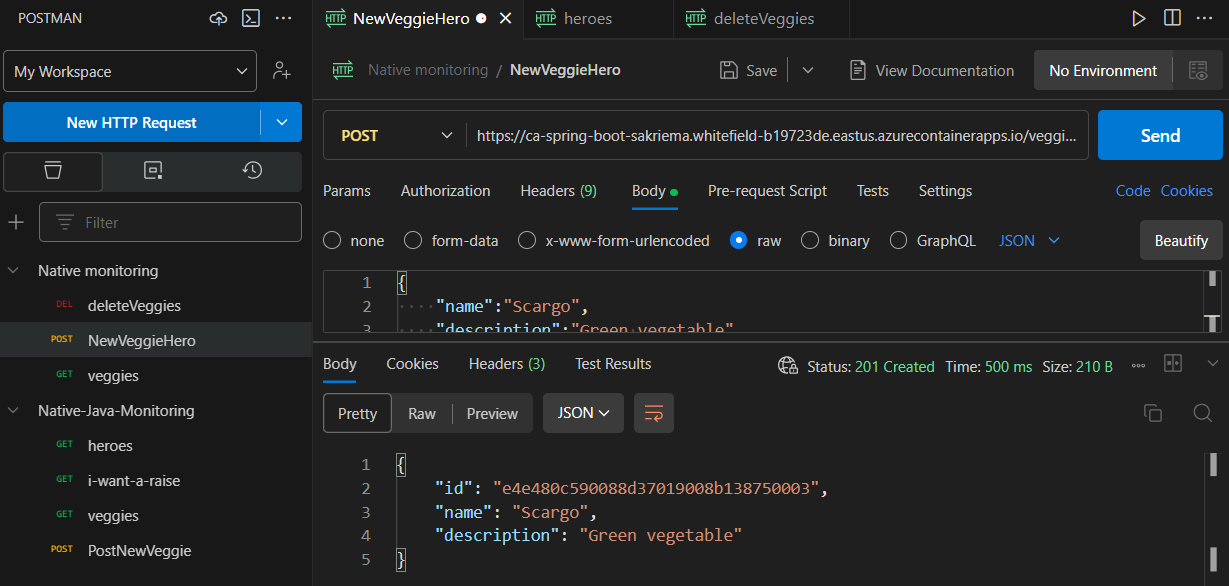 POSTMAN
My Workspace
New HTTP Request
Filter
Native monitoring
DEL deleteVeggies
POST NewVeggieHero
GET veggies
Native-Java-Monitoring
GET heroes
GET i-want-a-raise
GET veggies
POST PostNewVeggie
HTTP NewVeggieHero HTTP heroes HTTP deleteVeggies
HTTP Native monitoring / NewVeggieHero Save View Documentation No Environment
POST https://ca-spring-boot-sakriema.whitefield-b19723de.eastus.azurecontainerapps.io/veggi... Send
Params Authorization Headers (9) Body Pre-request Script Tests Settings Code Cookies
none form-data x-www-form-urlencoded raw binary GraphQL JSON Beautify
1 {
2 ····"name":"Scargo",
3 ····"description":"Green·vegetable"
Body Cookies Headers (3) Test Results Status: 201 Created Time: 500 ms Size: 210 B
Pretty Raw Preview JSON
1 {
2 "id": "e4e480c590088d37019008b138750003",
3 "name": "Scargo",
4 "description": "Green vegetable"
5 }